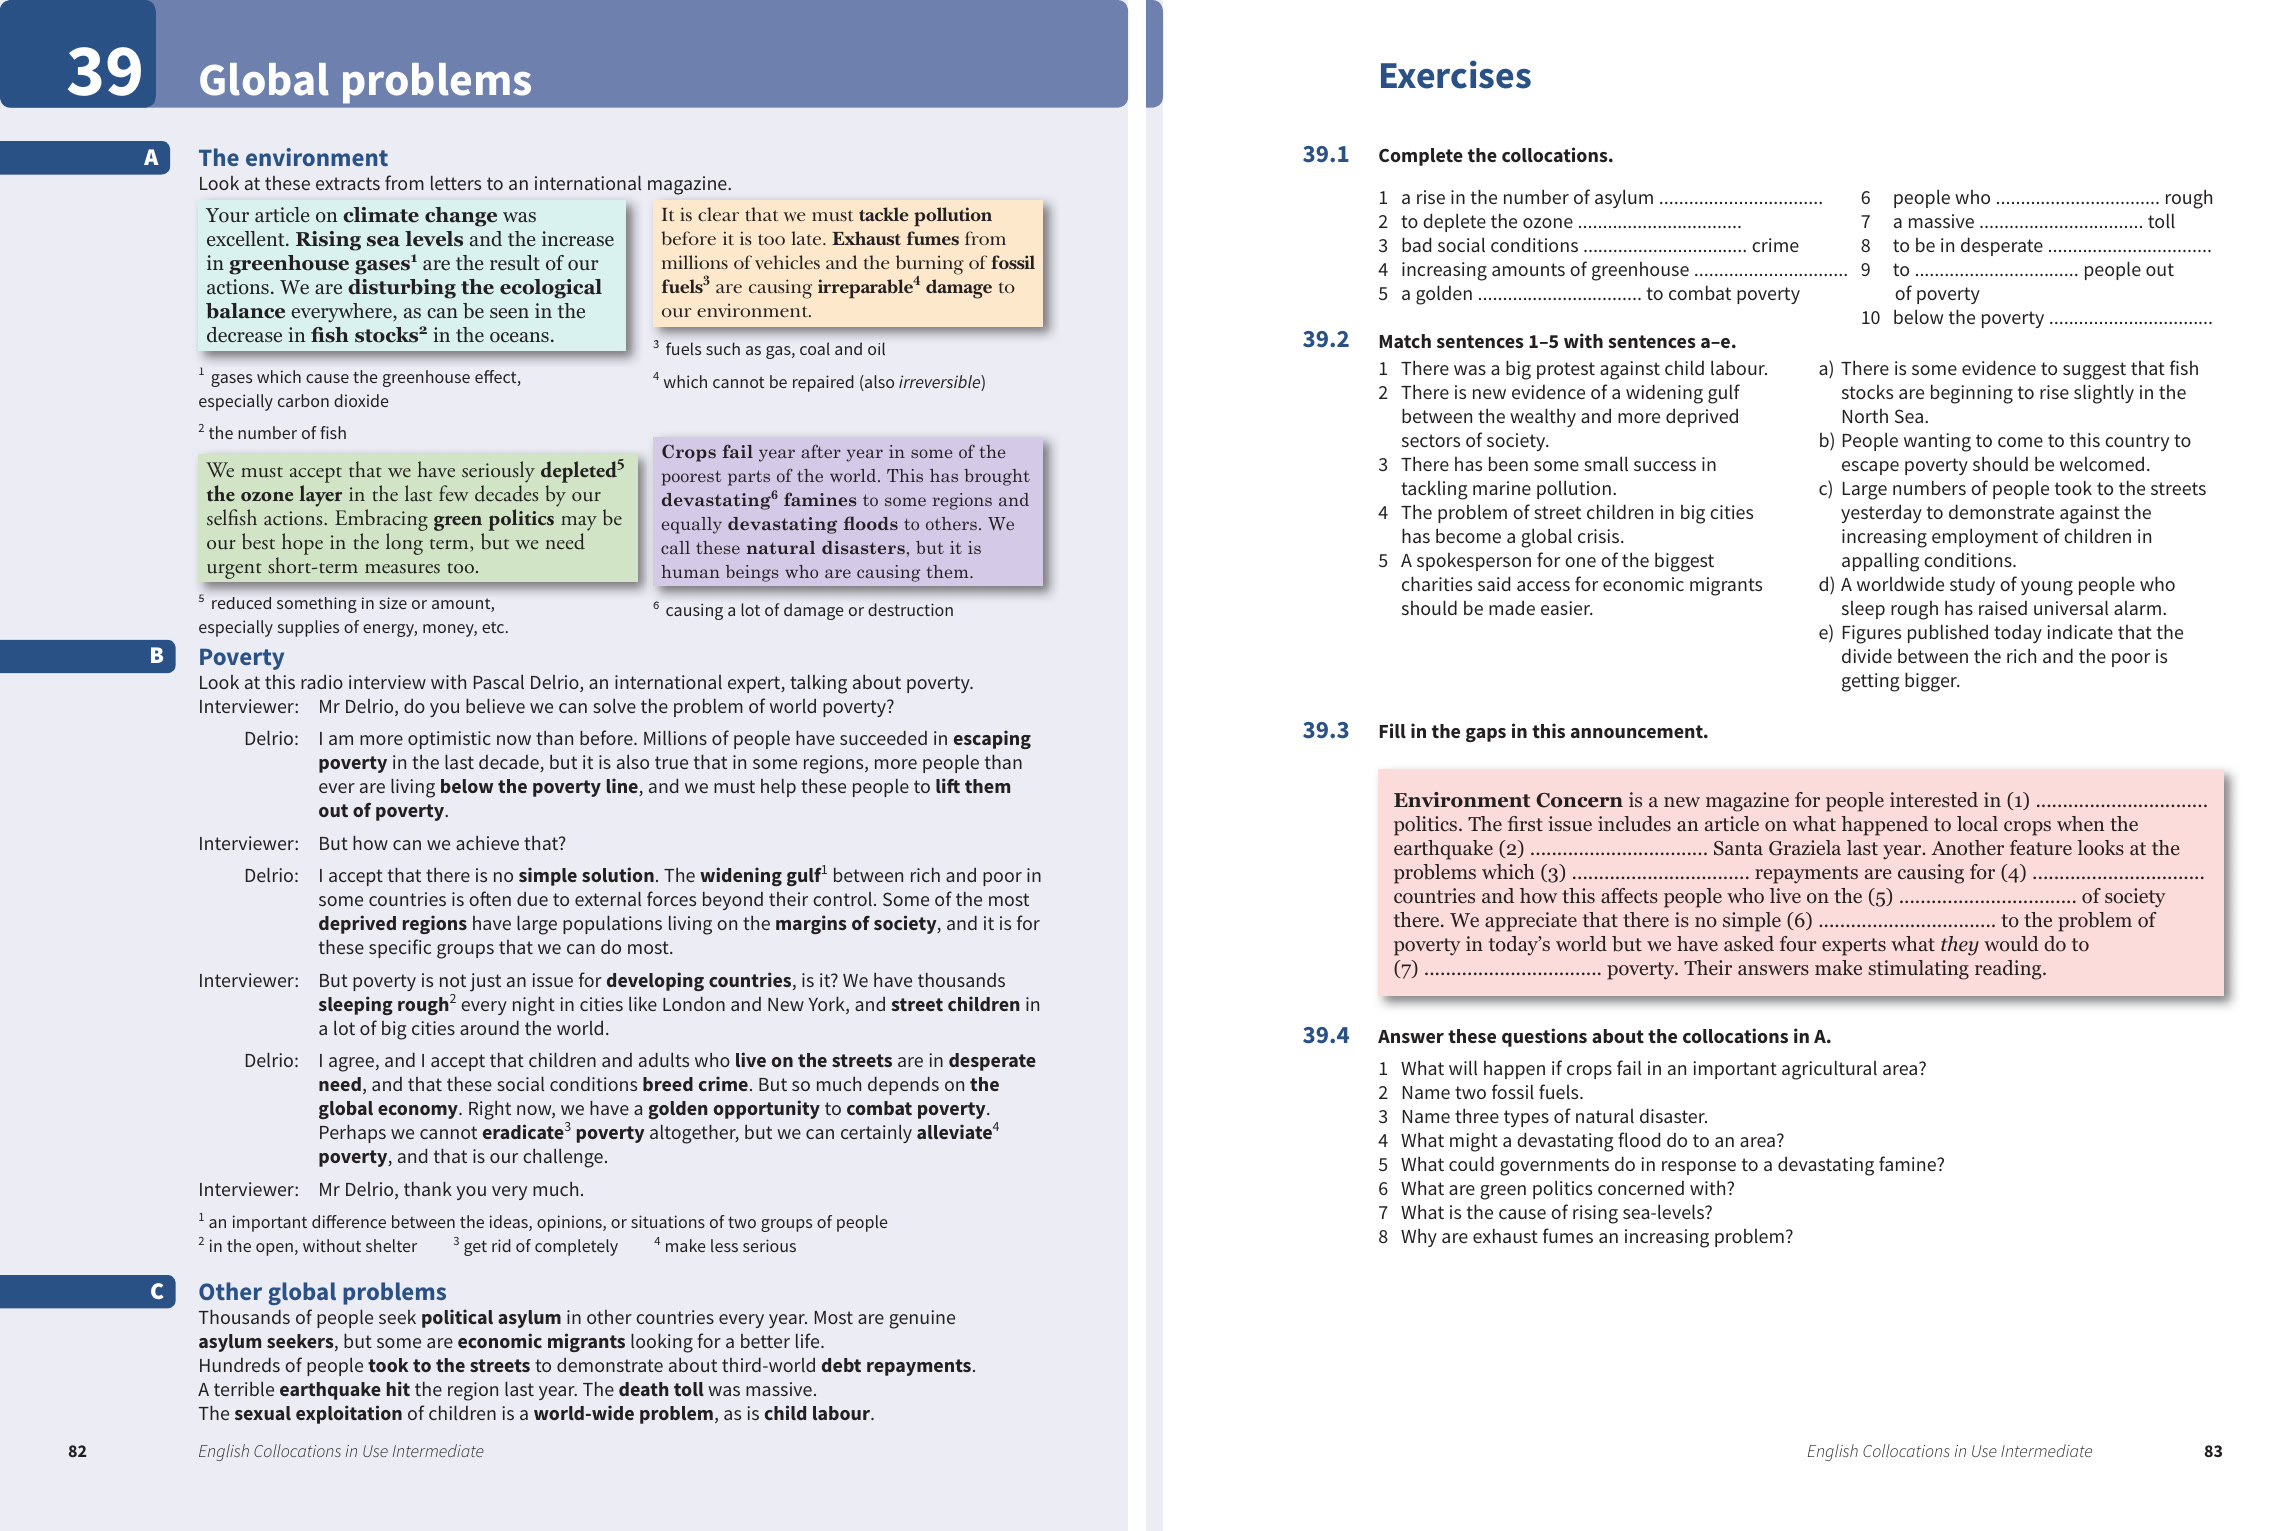 39
Global problems
A
The environment
Look at these extracts from letters to an international magazine.
Your article on climate change was
excellent. Rising sea levels and the increase
in greenhouse gases¹ are the result of our
actions. We are disturbing the ecological
balance everywhere, as can be seen in the
decrease in fish stocks² in the oceans.
¹ gases which cause the greenhouse effect,
especially carbon dioxide
² the number of fish
It is clear that we must tackle pollution
before it is too late. Exhaust fumes from
millions of vehicles and the burning of fossil
fuels³ are causing irreparable⁴ damage to
our environment.
³ fuels such as gas, coal and oil
⁴ which cannot be repaired (also irreversible)
We must accept that we have seriously depleted⁵
the ozone layer in the last few decades by our
selfish actions. Embracing green politics may be
our best hope in the long term, but we need
urgent short-term measures too.
⁵ reduced something in size or amount,
especially supplies of energy, money, etc.
Crops fail year after year in some of the
poorest parts of the world. This has brought
devastating⁶ famines to some regions and
equally devastating floods to others. We
call these natural disasters, but it is
human beings who are causing them.
⁶ causing a lot of damage or destruction
B
Poverty
Look at this radio interview with Pascal Delrio, an international expert, talking about poverty.
Interviewer: Mr Delrio, do you believe we can solve the problem of world poverty?
Delrio: I am more optimistic now than before. Millions of people have succeeded in escaping
poverty in the last decade, but it is also true that in some regions, more people than
ever are living below the poverty line, and we must help these people to lift them
out of poverty.
Interviewer: But how can we achieve that?
Delrio: I accept that there is no simple solution. The widening gulf¹ between rich and poor in
some countries is often due to external forces beyond their control. Some of the most
deprived regions have large populations living on the margins of society, and it is for
these specific groups that we can do most.
Interviewer: But poverty is not just an issue for developing countries, is it? We have thousands
sleeping rough² every night in cities like London and New York, and street children in
a lot of big cities around the world.
Delrio: I agree, and I accept that children and adults who live on the streets are in desperate
need, and that these social conditions breed crime. But so much depends on the
global economy. Right now, we have a golden opportunity to combat poverty.
Perhaps we cannot eradicate³ poverty altogether, but we can certainly alleviate⁴
poverty, and that is our challenge.
Interviewer: Mr Delrio, thank you very much.
¹ an important difference between the ideas, opinions, or situations of two groups of people
² in the open, without shelter ³ get rid of completely ⁴ make less serious
C
Other global problems
Thousands of people seek political asylum in other countries every year. Most are genuine
asylum seekers, but some are economic migrants looking for a better life.
Hundreds of people took to the streets to demonstrate about third-world debt repayments.
A terrible earthquake hit the region last year. The death toll was massive.
The sexual exploitation of children is a world-wide problem, as is child labour.
82 English Collocations in Use Intermediate
Exercises
39.1 Complete the collocations.
1 a rise in the number of asylum .................................
2 to deplete the ozone .................................
3 bad social conditions ................................. crime
4 increasing amounts of greenhouse ...............................
5 a golden ................................. to combat poverty
6 people who ................................. rough
7 a massive ................................. toll
8 to be in desperate .................................
9 to ................................. people out
of poverty
10 below the poverty .................................
39.2 Match sentences 1–5 with sentences a–e.
1 There was a big protest against child labour.
2 There is new evidence of a widening gulf
between the wealthy and more deprived
sectors of society.
3 There has been some small success in
tackling marine pollution.
4 The problem of street children in big cities
has become a global crisis.
5 A spokesperson for one of the biggest
charities said access for economic migrants
should be made easier.
a) There is some evidence to suggest that fish
stocks are beginning to rise slightly in the
North Sea.
b) People wanting to come to this country to
escape poverty should be welcomed.
c) Large numbers of people took to the streets
yesterday to demonstrate against the
increasing employment of children in
appalling conditions.
d) A worldwide study of young people who
sleep rough has raised universal alarm.
e) Figures published today indicate that the
divide between the rich and the poor is
getting bigger.
39.3 Fill in the gaps in this announcement.
Environment Concern is a new magazine for people interested in (1) ................................
politics. The first issue includes an article on what happened to local crops when the
earthquake (2) ................................. Santa Graziela last year. Another feature looks at the
problems which (3) ................................. repayments are causing for (4) ................................
countries and how this affects people who live on the (5) ................................. of society
there. We appreciate that there is no simple (6) ................................. to the problem of
poverty in today's world but we have asked four experts what they would do to
(7) ................................. poverty. Their answers make stimulating reading.
39.4 Answer these questions about the collocations in A.
1 What will happen if crops fail in an important agricultural area?
2 Name two fossil fuels.
3 Name three types of natural disaster.
4 What might a devastating flood do to an area?
5 What could governments do in response to a devastating famine?
6 What are green politics concerned with?
7 What is the cause of rising sea-levels?
8 Why are exhaust fumes an increasing problem?
English Collocations in Use Intermediate 83